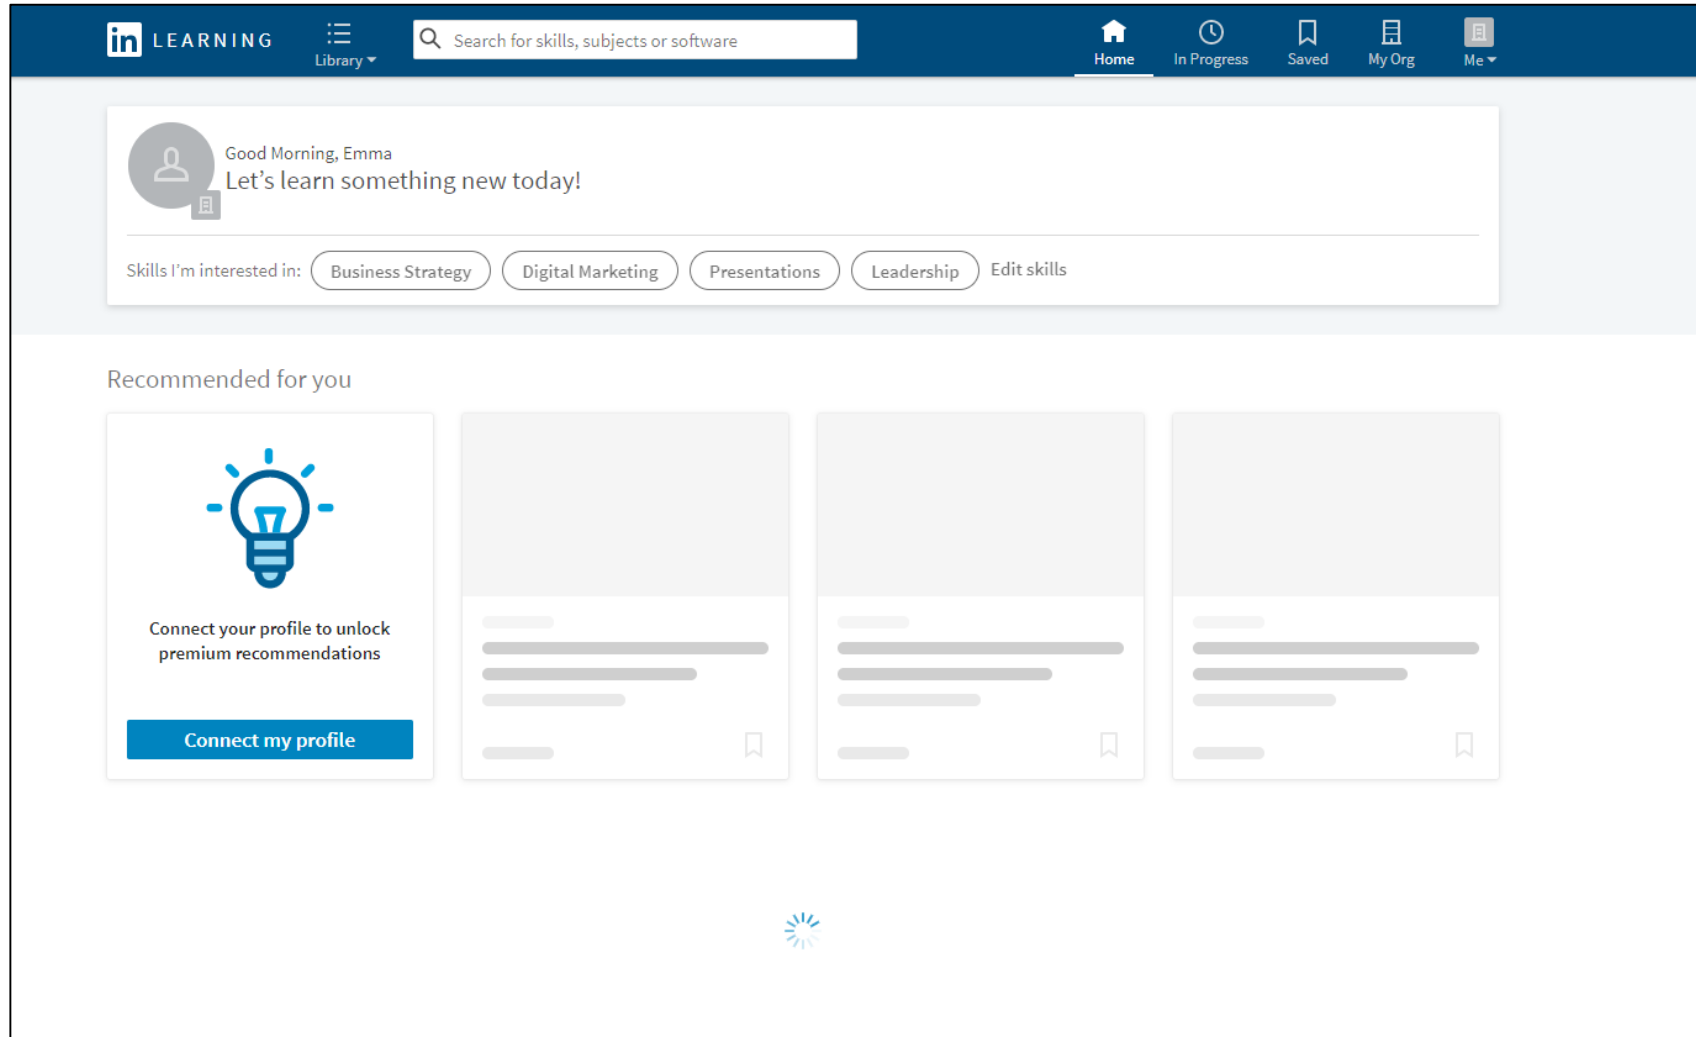 in LEARNING
Library
Search for skills, subjects or software
Home
In Progress
Saved
My Org
Me
Good Morning, Emma
Let's learn something new today!
Skills I'm interested in: Business Strategy Digital Marketing Presentations Leadership Edit skills
Recommended for you
Connect your profile to unlock
premium recommendations
Connect my profile